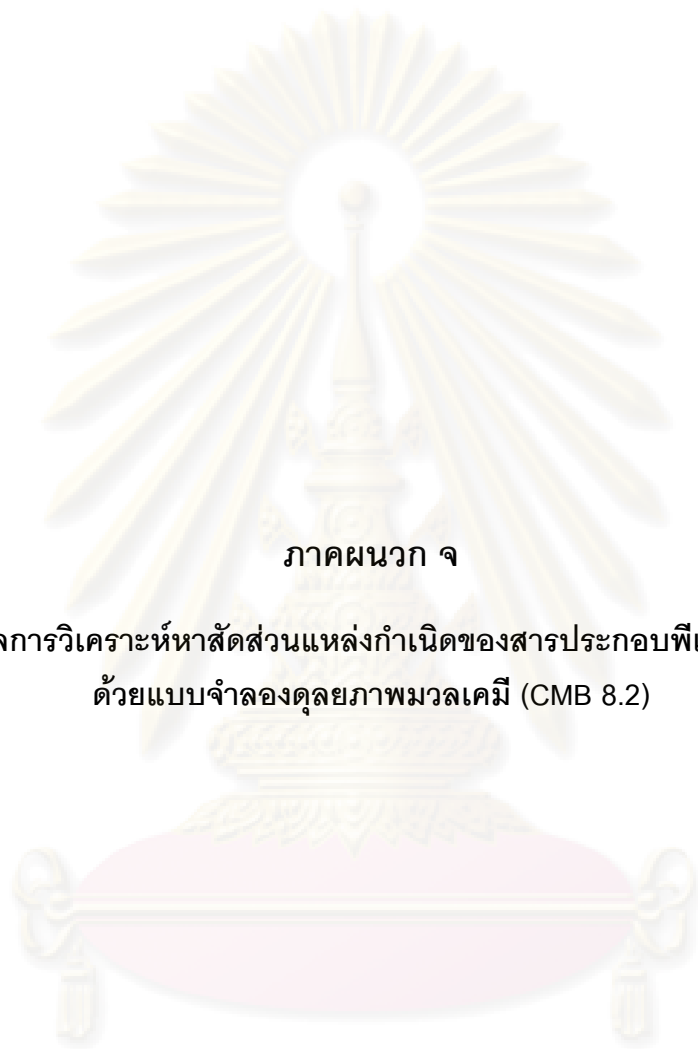 ภาคผนวก จ
การวิเคราะห์หาสัดส่วนแหล่งกำเนิดของสารประกอบ
ด้วยแบบจำลองดุลยภาพมวลเคมี (CMB 8.2)